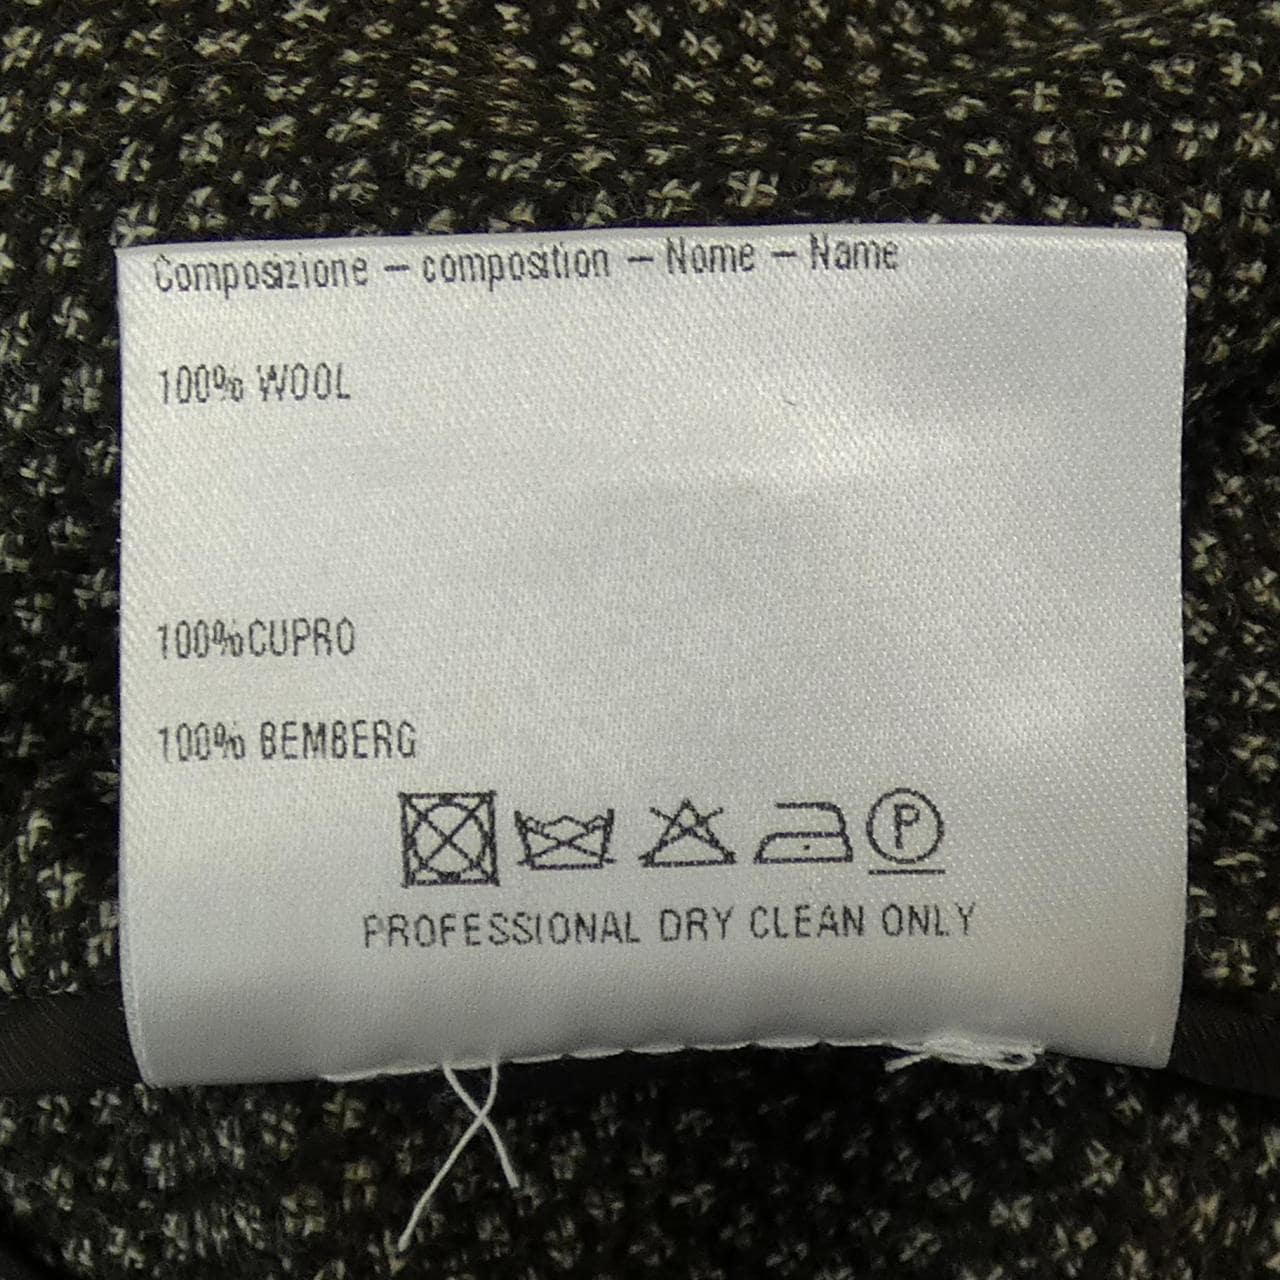 Composizione – composition – Nome – Name
100% WOOL
100%CUPRO
100% BEMBERG
P
PROFESSIONAL DRY CLEAN ONLY